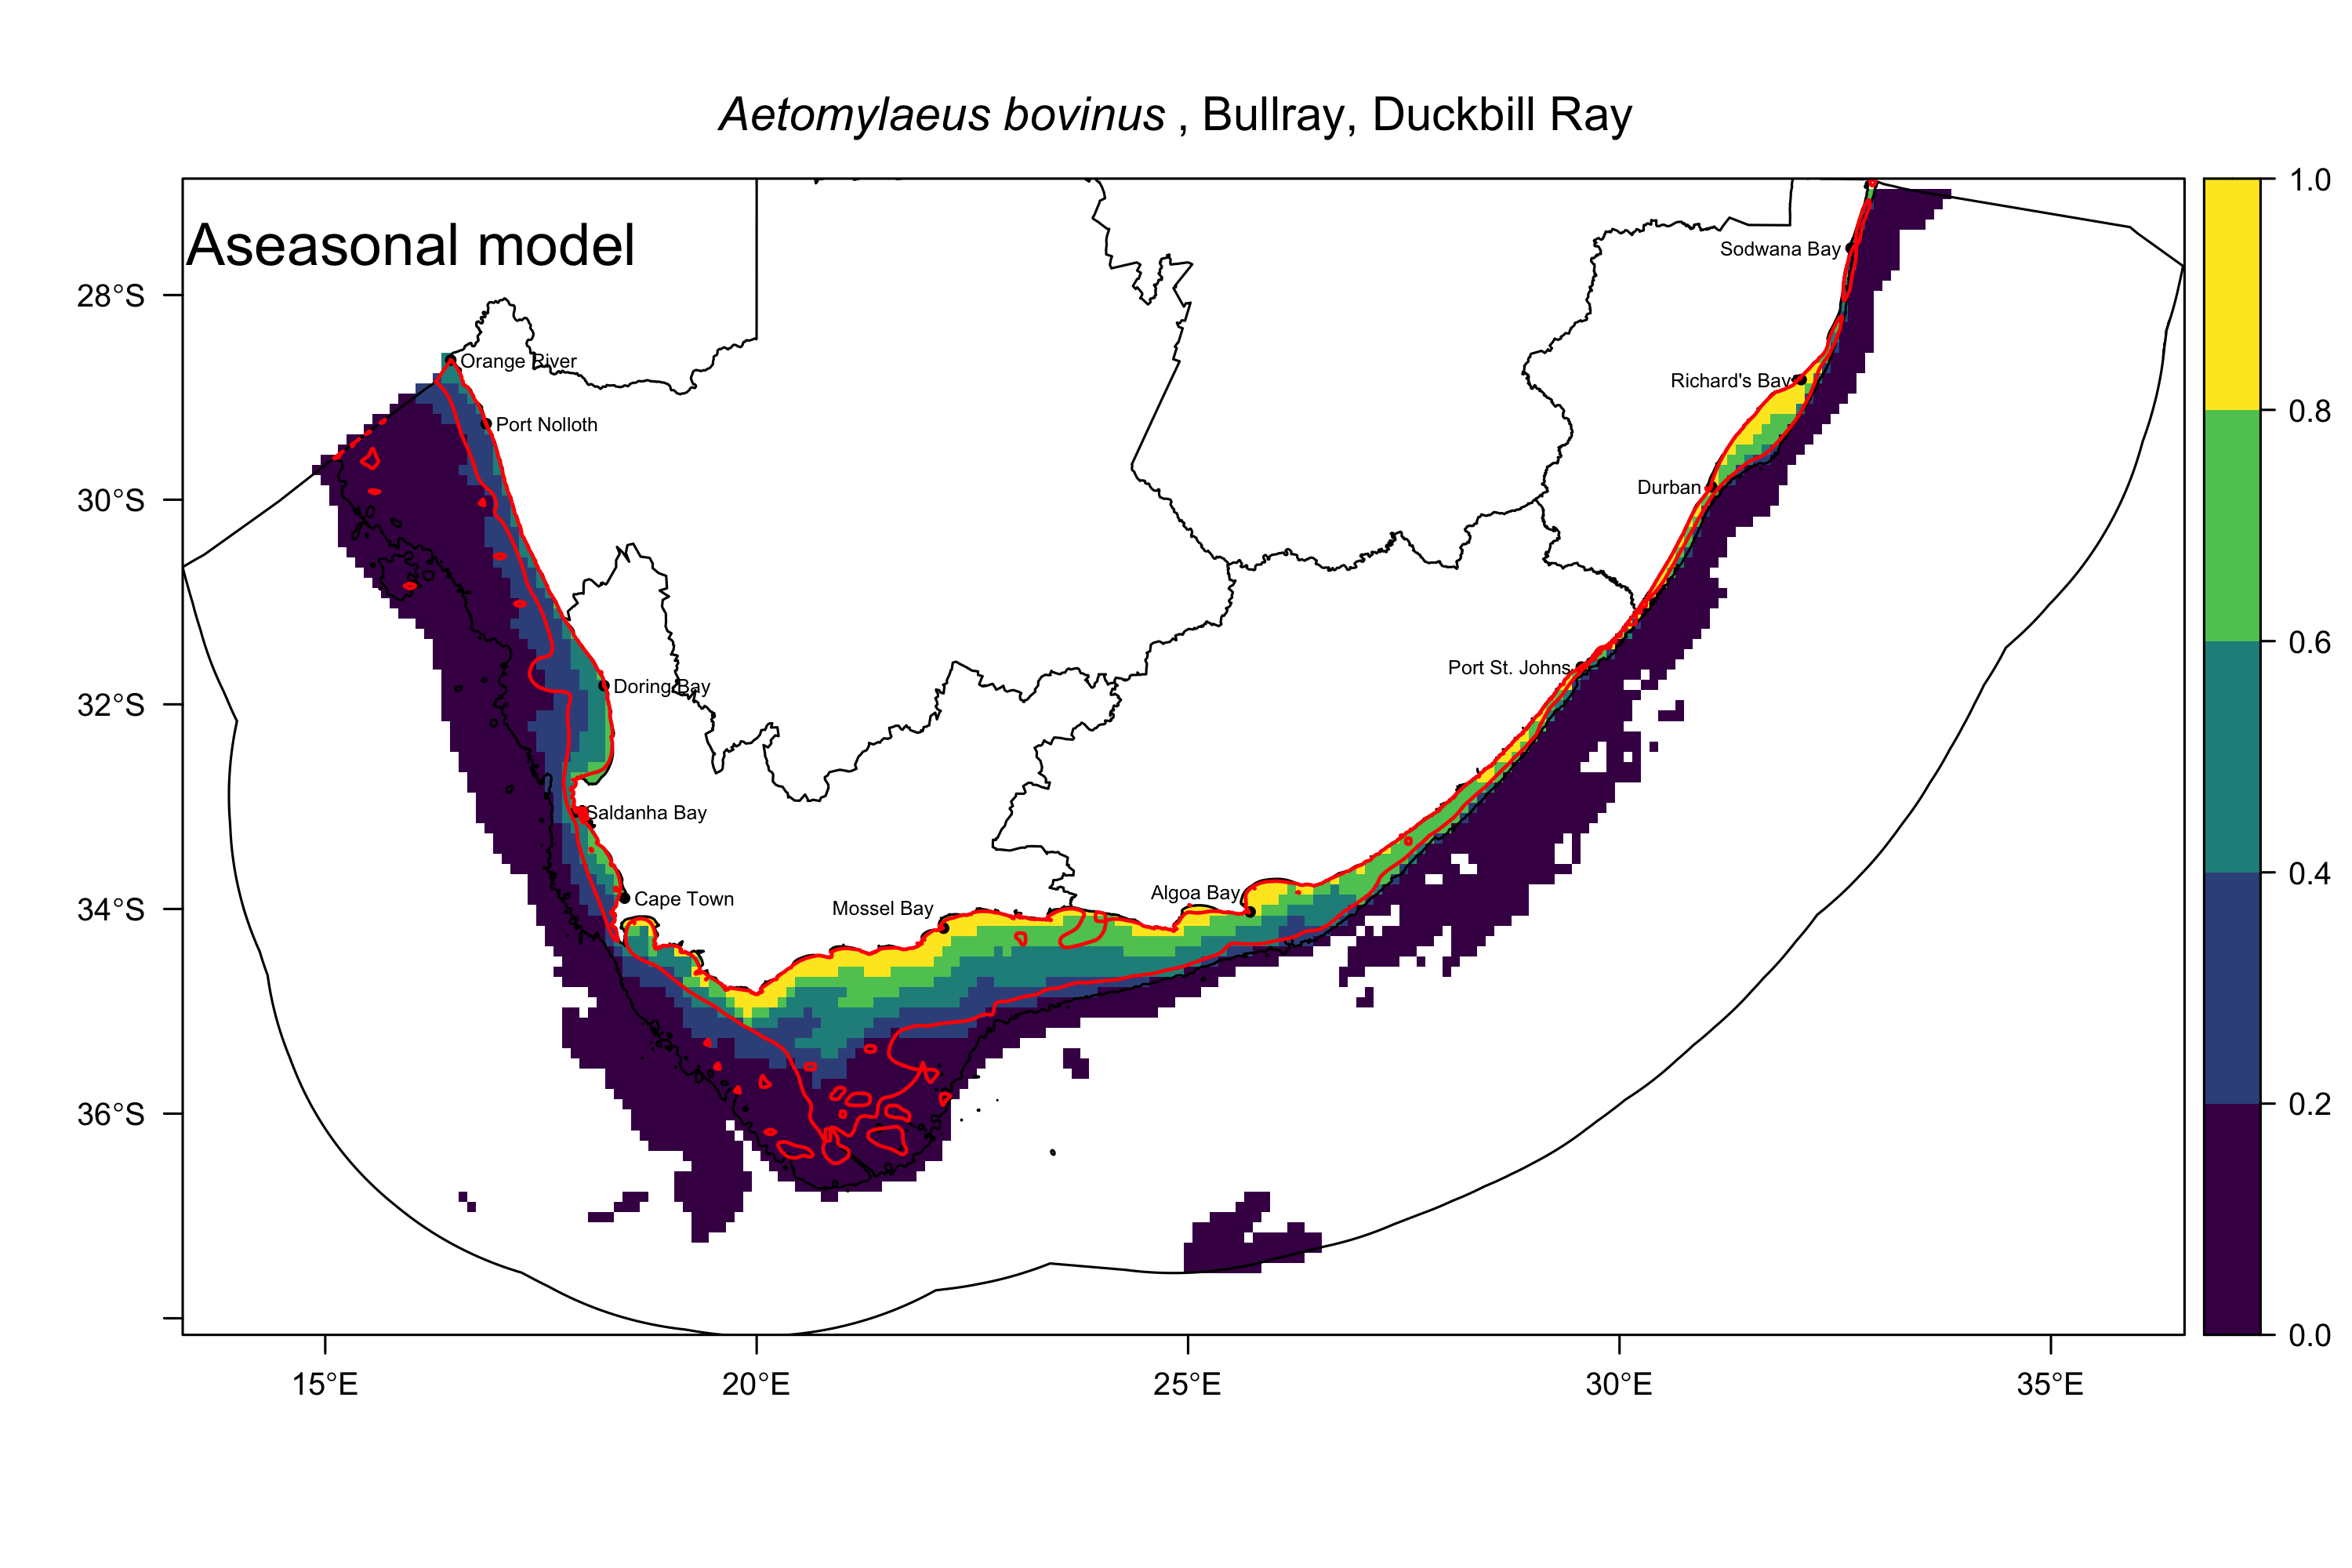 Aetomylaeus bovinus , Bullray, Duckbill Ray
Aseasonal model
1.0
0.8
0.6
0.4
0.2
0.0
28°S
30°S
32°S
34°S
36°S
Sodwana Bay
Orange River
Richard's Bay
Port Nolloth
Durban
Port St. Johns
Doring Bay
Saldanha Bay
Algoa Bay
Cape Town
Mossel Bay
15°E
20°E
25°E
30°E
35°E